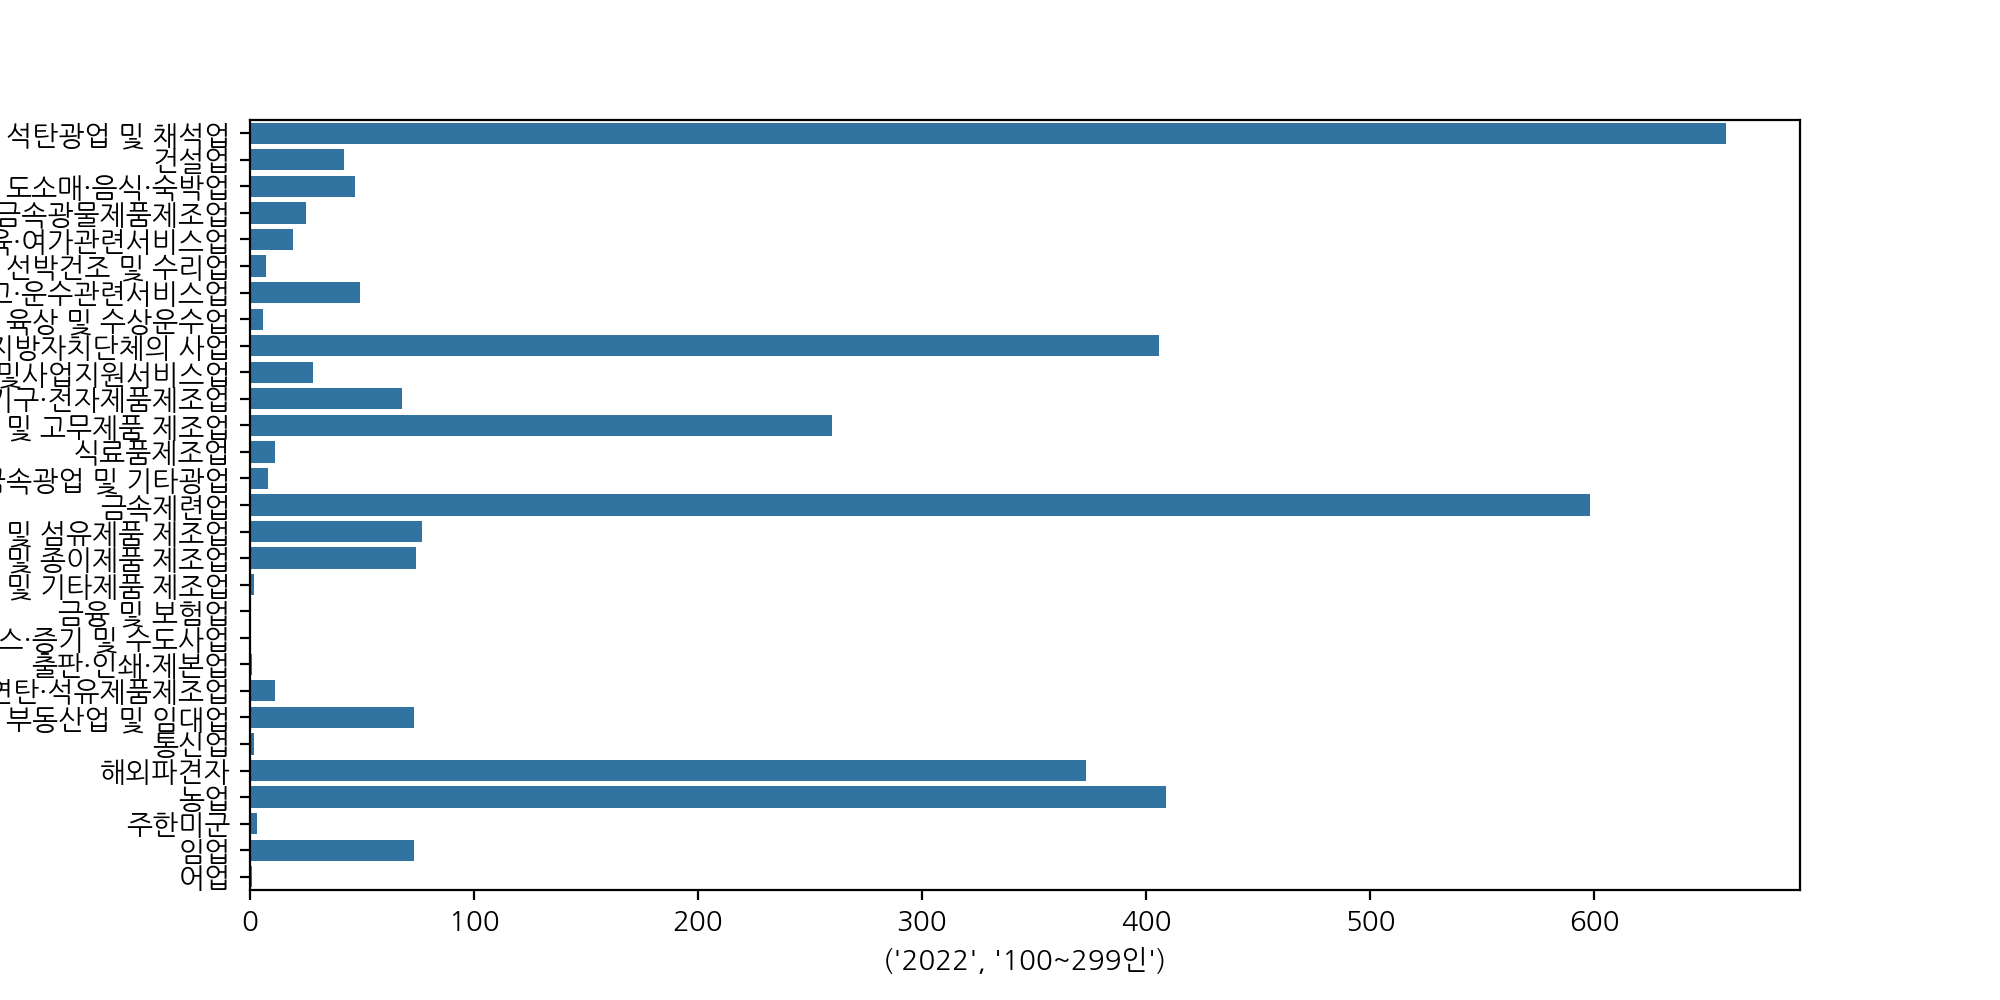 석탄광업 및 채석업
건설업
도소매·음식·숙박업
금속광물제품제조업
·여가관련서비스업
선박건조 및 수리업
·운수관련서비스업
육상 및 수상운수업
지방자치단체의 사업
및사업지원서비스업
기구·전자제품제조업
및 고무제품 제조업
식료품제조업
금속광업 및 기타광업
금속제련업
및 섬유제품 제조업
및 종이제품 제조업
및 기타제품 제조업
금융 및 보험업
스·증기 및 수도사업
출판·인쇄·제본업
연탄·석유제품제조업
부동산업 및 임대업
통신업
해외파견자
농업
주한미군
임업
어업
0 100 200 300 400 500 600
('2022', '100~299인')